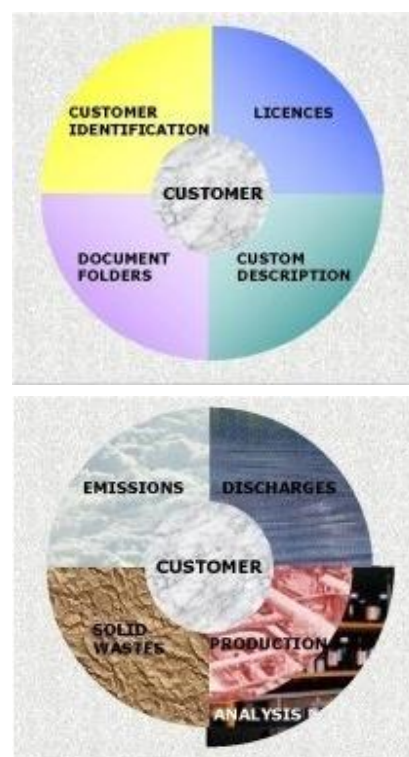 CUSTOMER
IDENTIFICATION
LICENCES
CUSTOMER
DOCUMENT
FOLDERS
CUSTOM
DESCRIPTION
EMISSIONS
DISCHARGES
CUSTOMER
SOLID
WASTES
PRODUCTION
ANALYSIS